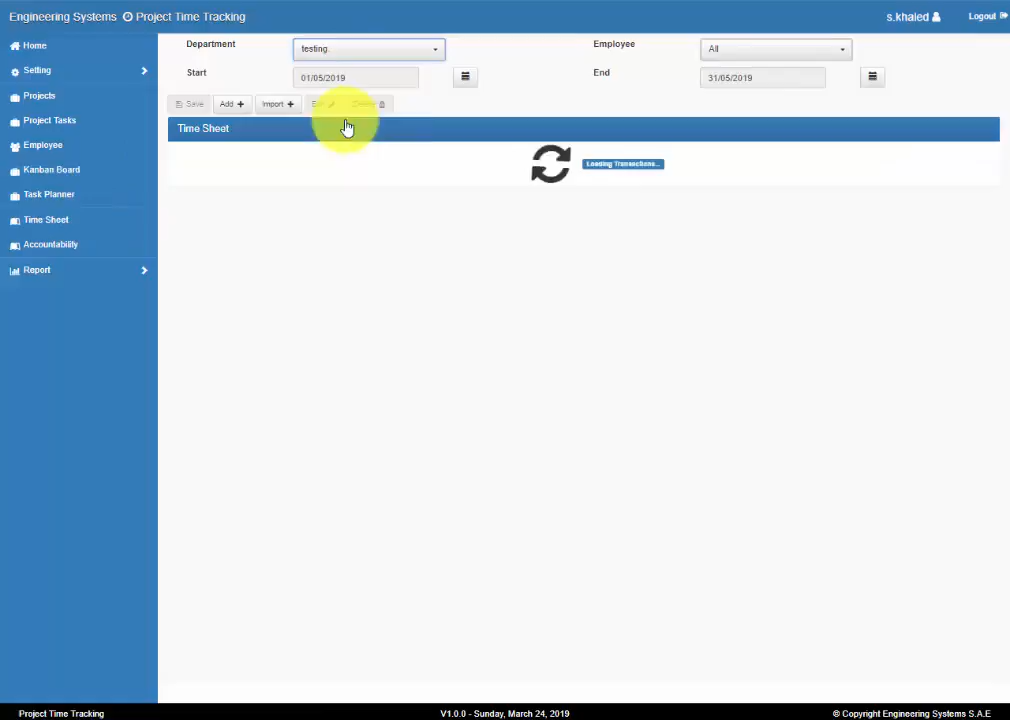 Engineering Systems Project Time Tracking
s.khaled
Logout
Home
Setting
Projects
Project Tasks
Employee
Kanban Board
Task Planner
Time Sheet
Accountability
Report
Department
testing
Employee
All
Start
01/05/2019
End
31/05/2019
Save
Add +
Import +
Edit
Delete
Time Sheet
Loading Transactions...
Project Time Tracking
V1.0.0 - Sunday, March 24, 2019
© Copyright Engineering Systems S.A.E